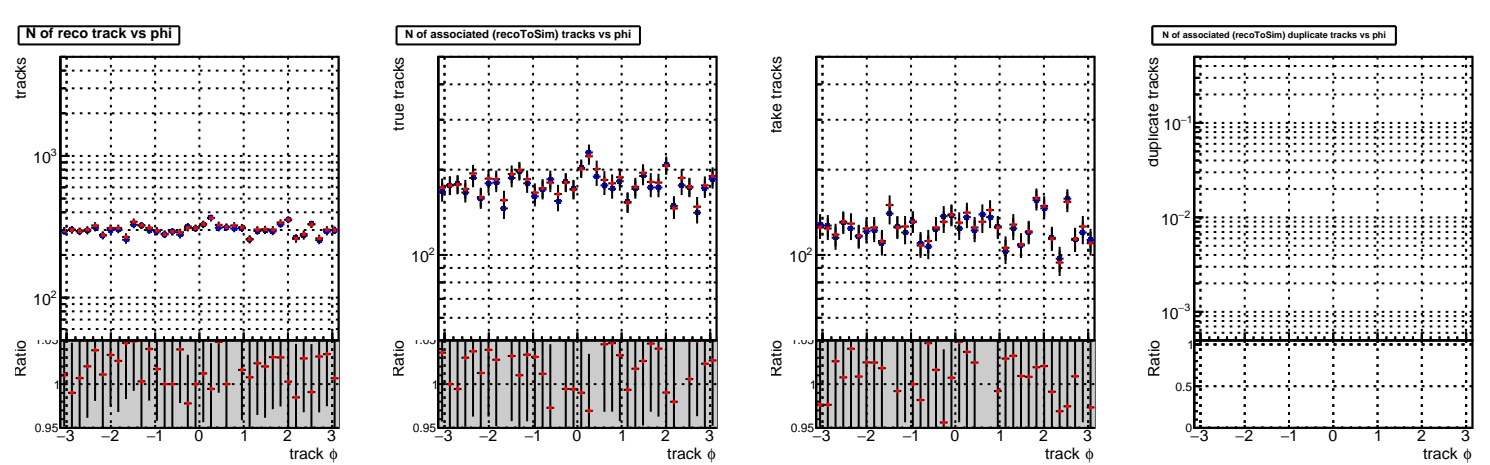 N of reco track vs phi
tracks
10³
10²
Ratio
1
0.95
−3 −2 −1 0 1 2 3
track ϕ
N of associated (recoToSim) tracks vs phi
true tracks
10²
Ratio
1
0.95
−3 −2 −1 0 1 2 3
track ϕ
fake tracks
10²
Ratio
1
0.95
−3 −2 −1 0 1 2 3
track ϕ
N of associated (recoToSim) duplicate tracks vs phi
duplicate tracks
10⁻¹
10⁻²
10⁻³
Ratio
1
0.5
0
−3 −2 −1 0 1 2 3
track ϕ